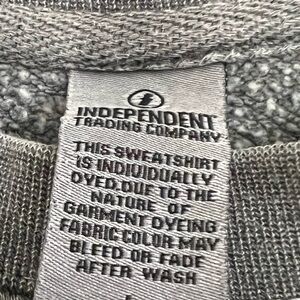 INDEPENDENT
TRADING COMPANY
THIS SWEATSHIRT
IS INDIVIDUALLY
DYED. DUE TO THE
NATURE OF
GARMENT DYEING
FABRIC COLOR MAY
BLEED OR FADE
AFTER WASH